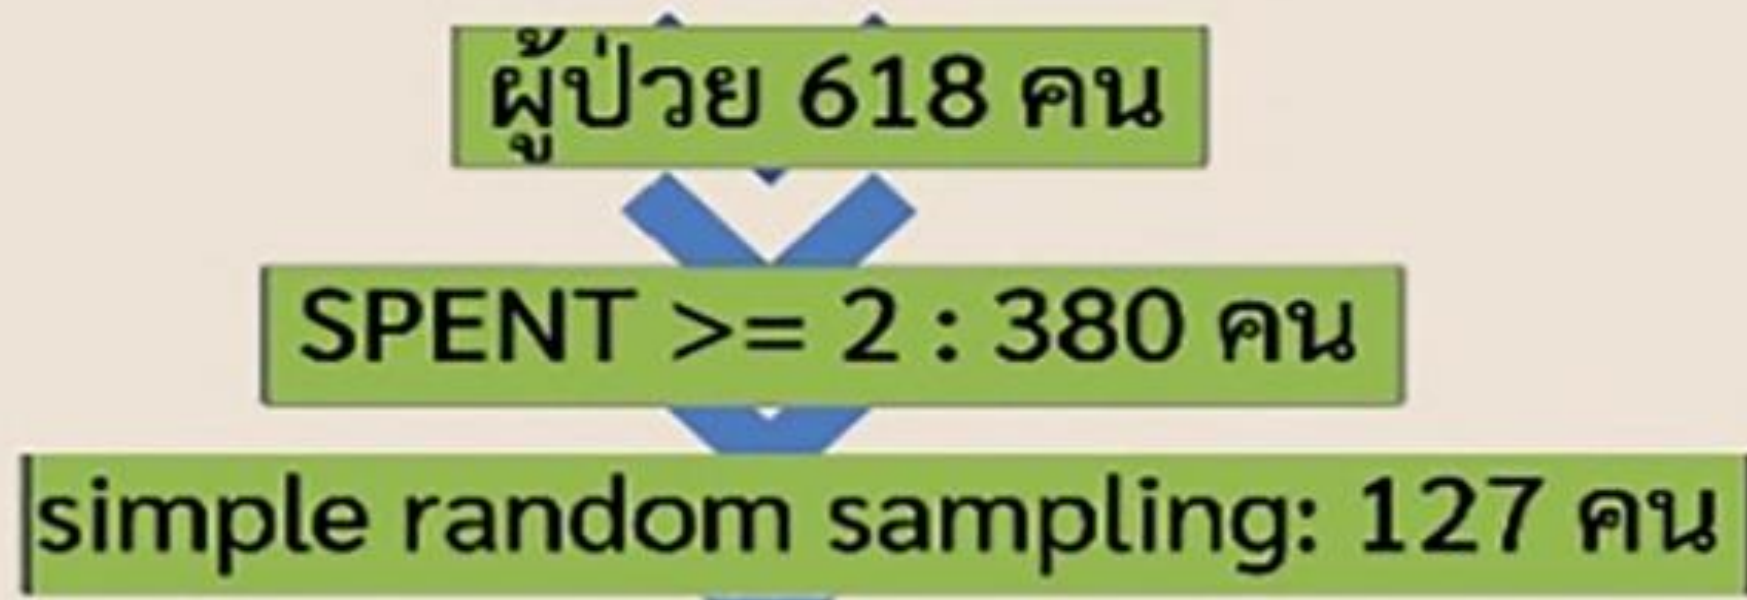 ผู้ป่วย 618 คน
SPENT >= 2 : 380 คน
simple random sampling: 127 คน